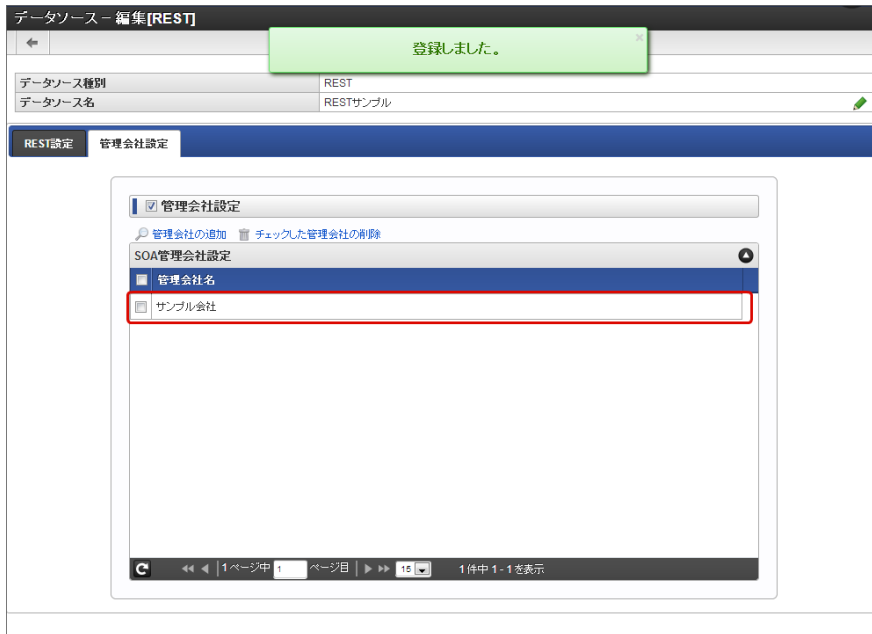 データソース - 編集[REST]
登録しました。
×
データソース種別 REST
データソース名 RESTサンプル
REST設定 管理会社設定
管理会社設定
管理会社の追加 チェックした管理会社の削除
SOA管理会社設定
管理会社名
サンプル会社
1ページ中 1 ページ目 15 1件中 1 - 1を表示